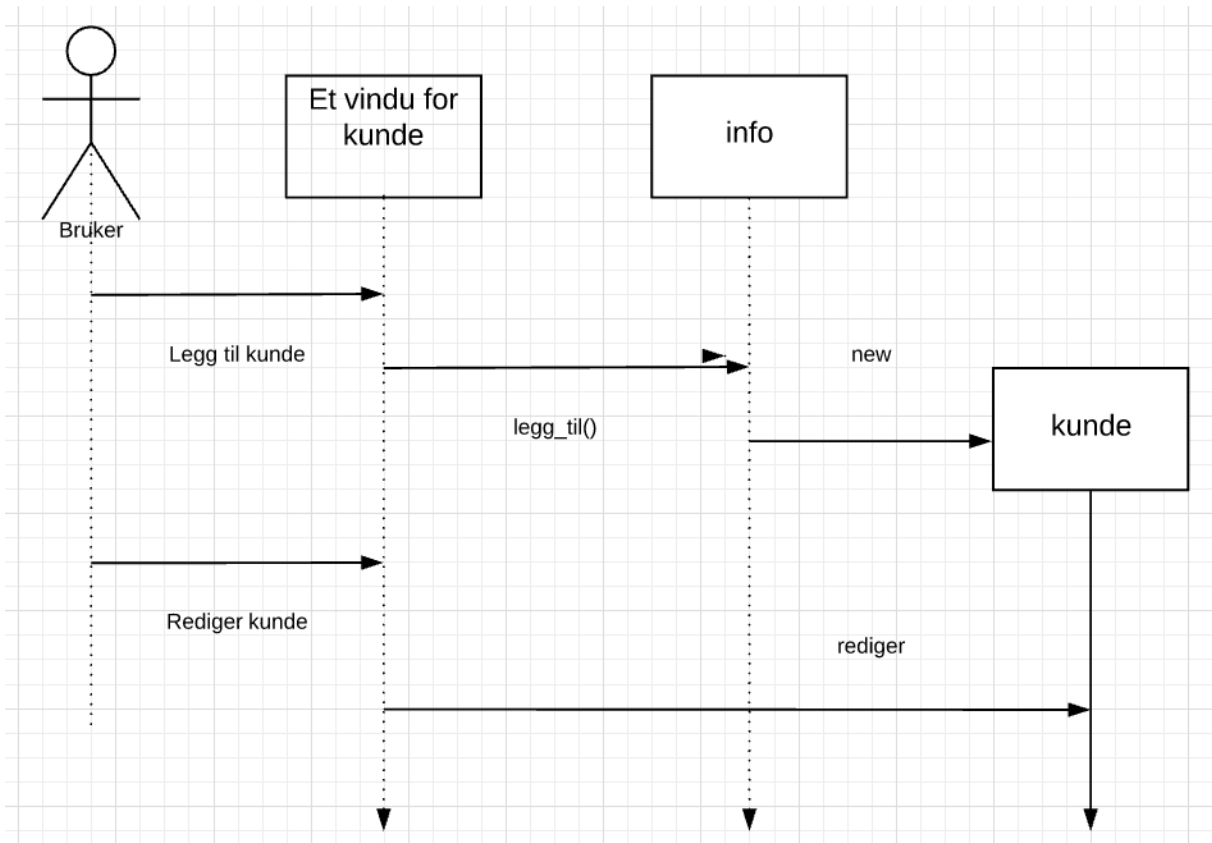 Et vindu for
kunde
info
Bruker
Legg til kunde
new
legg_til()
kunde
Rediger kunde
rediger